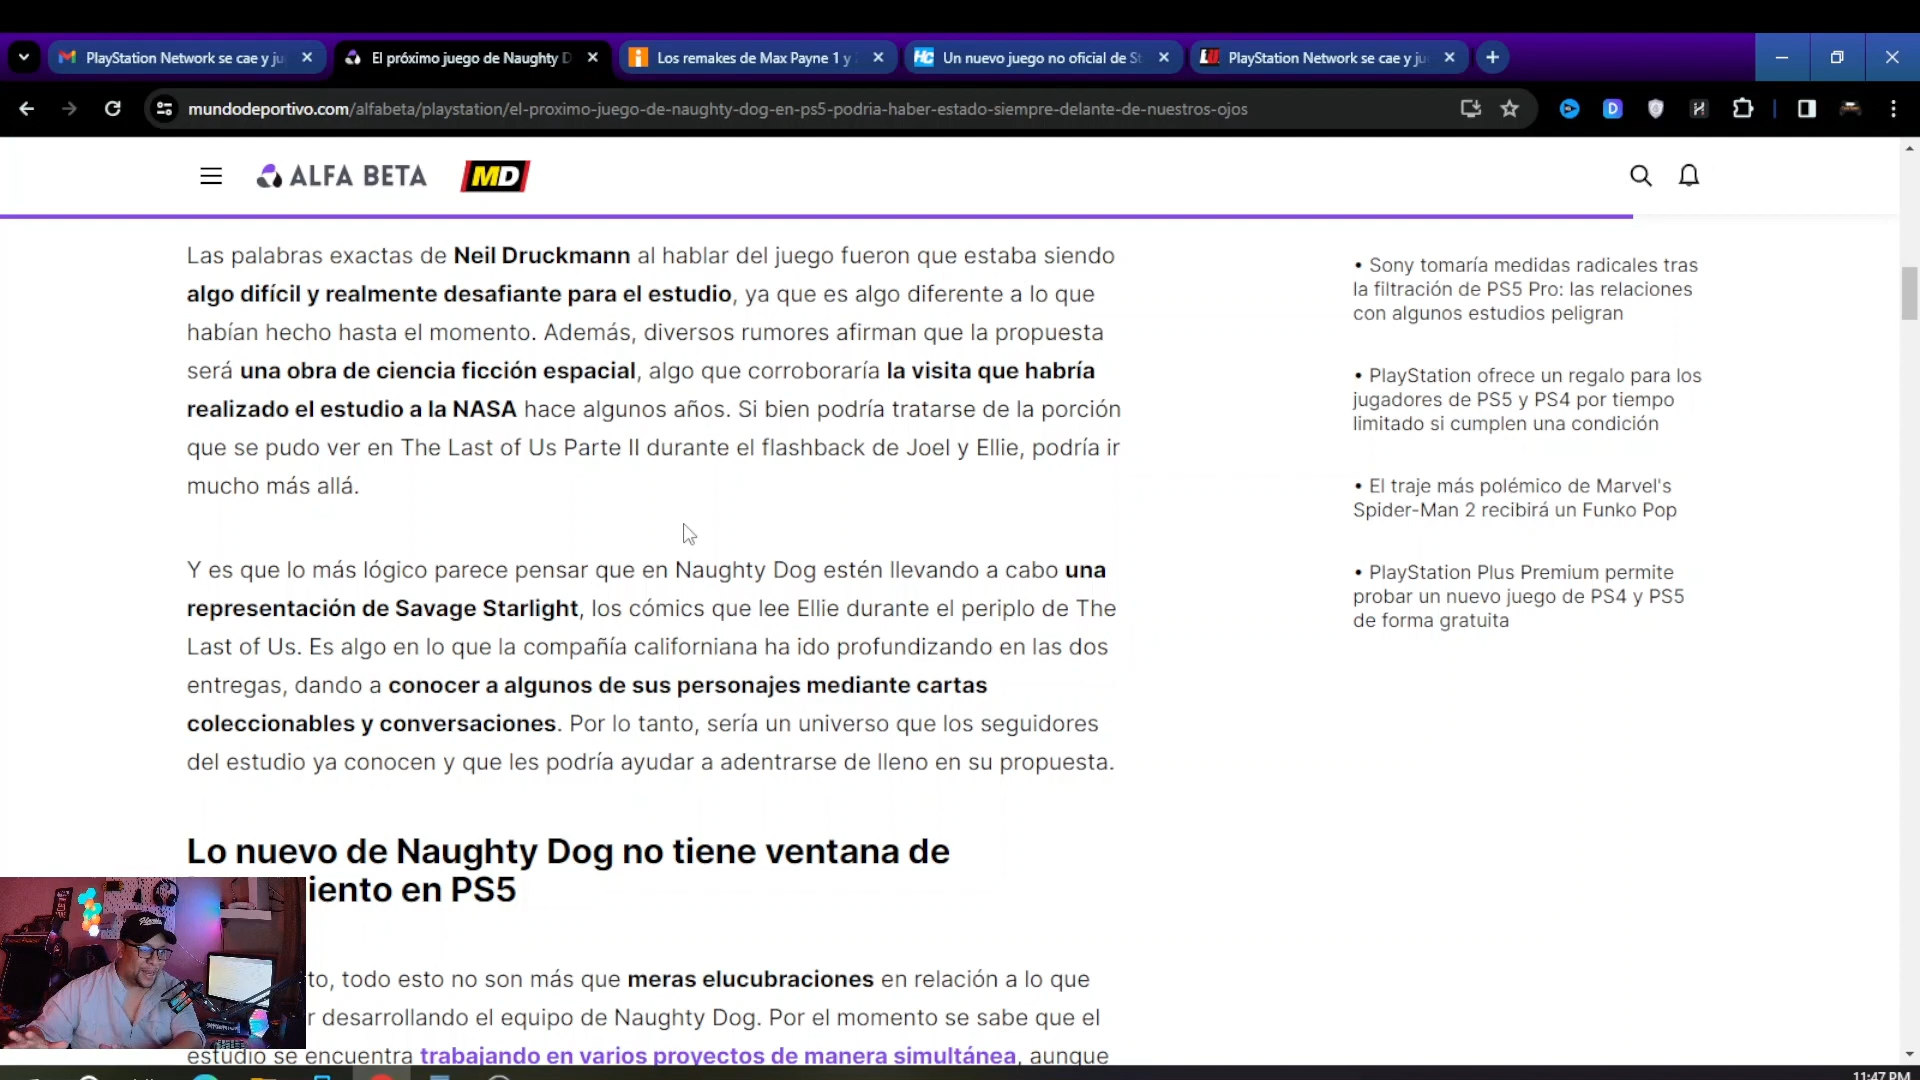 PlayStation Network se cae y ju
El próximo juego de Naughty D
Los remakes de Max Payne 1 y
Un nuevo juego no oficial de St
PlayStation Network se cae y ju
mundodeportivo.com/alfabeta/playstation/el-proximo-juego-de-naughty-dog-en-ps5-podria-haber-estado-siempre-delante-de-nuestros-ojos
ALFA BETA MD
Las palabras exactas de Neil Druckmann al hablar del juego fueron que estaba siendo
algo difícil y realmente desafiante para el estudio, ya que es algo diferente a lo que
habían hecho hasta el momento. Además, diversos rumores afirman que la propuesta
será una obra de ciencia ficción espacial, algo que corroboraría la visita que habría
realizado el estudio a la NASA hace algunos años. Si bien podría tratarse de la porción
que se pudo ver en The Last of Us Parte II durante el flashback de Joel y Ellie, podría ir
mucho más allá.
Y es que lo más lógico parece pensar que en Naughty Dog estén llevando a cabo una
representación de Savage Starlight, los cómics que lee Ellie durante el periplo de The
Last of Us. Es algo en lo que la compañía californiana ha ido profundizando en las dos
entregas, dando a conocer a algunos de sus personajes mediante cartas
coleccionables y conversaciones. Por lo tanto, sería un universo que los seguidores
del estudio ya conocen y que les podría ayudar a adentrarse de lleno en su propuesta.
Lo nuevo de Naughty Dog no tiene ventana de
iento en PS5
to, todo esto no son más que meras elucubraciones en relación a lo que
r desarrollando el equipo de Naughty Dog. Por el momento se sabe que el
estudio se encuentra trabajando en varios proyectos de manera simultánea, aunque
• Sony tomaría medidas radicales tras
la filtración de PS5 Pro: las relaciones
con algunos estudios peligran
• PlayStation ofrece un regalo para los
jugadores de PS5 y PS4 por tiempo
limitado si cumplen una condición
• El traje más polémico de Marvel's
Spider-Man 2 recibirá un Funko Pop
• PlayStation Plus Premium permite
probar un nuevo juego de PS4 y PS5
de forma gratuita
11:47 PM